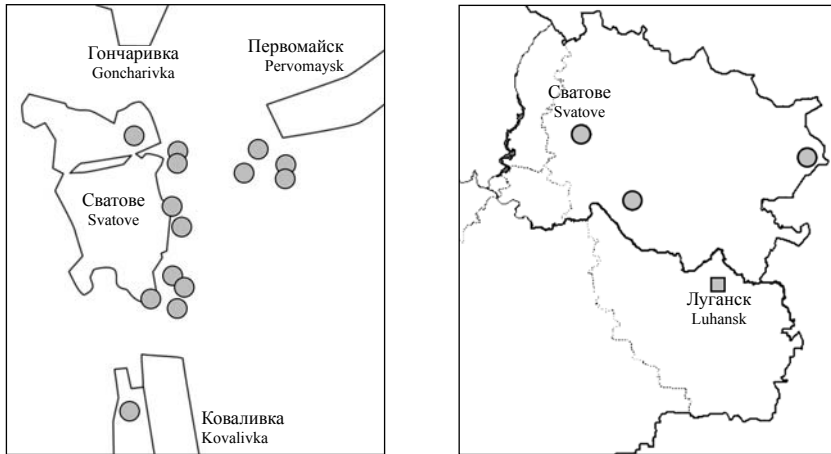 Гончаривка
Goncharivka
Первомайск
Pervomaysk
Сватове
Svatove
Коваливка
Kovalivka
Сватове
Svatove
Луганск
Luhansk